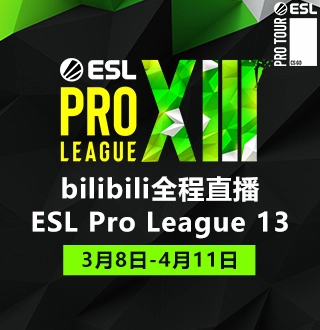 PRO TOUR ESL
CS:GO
ESL
PRO
LEAGUE
XIII
bilibili全程直播
ESL Pro League 13
3月8日-4月11日